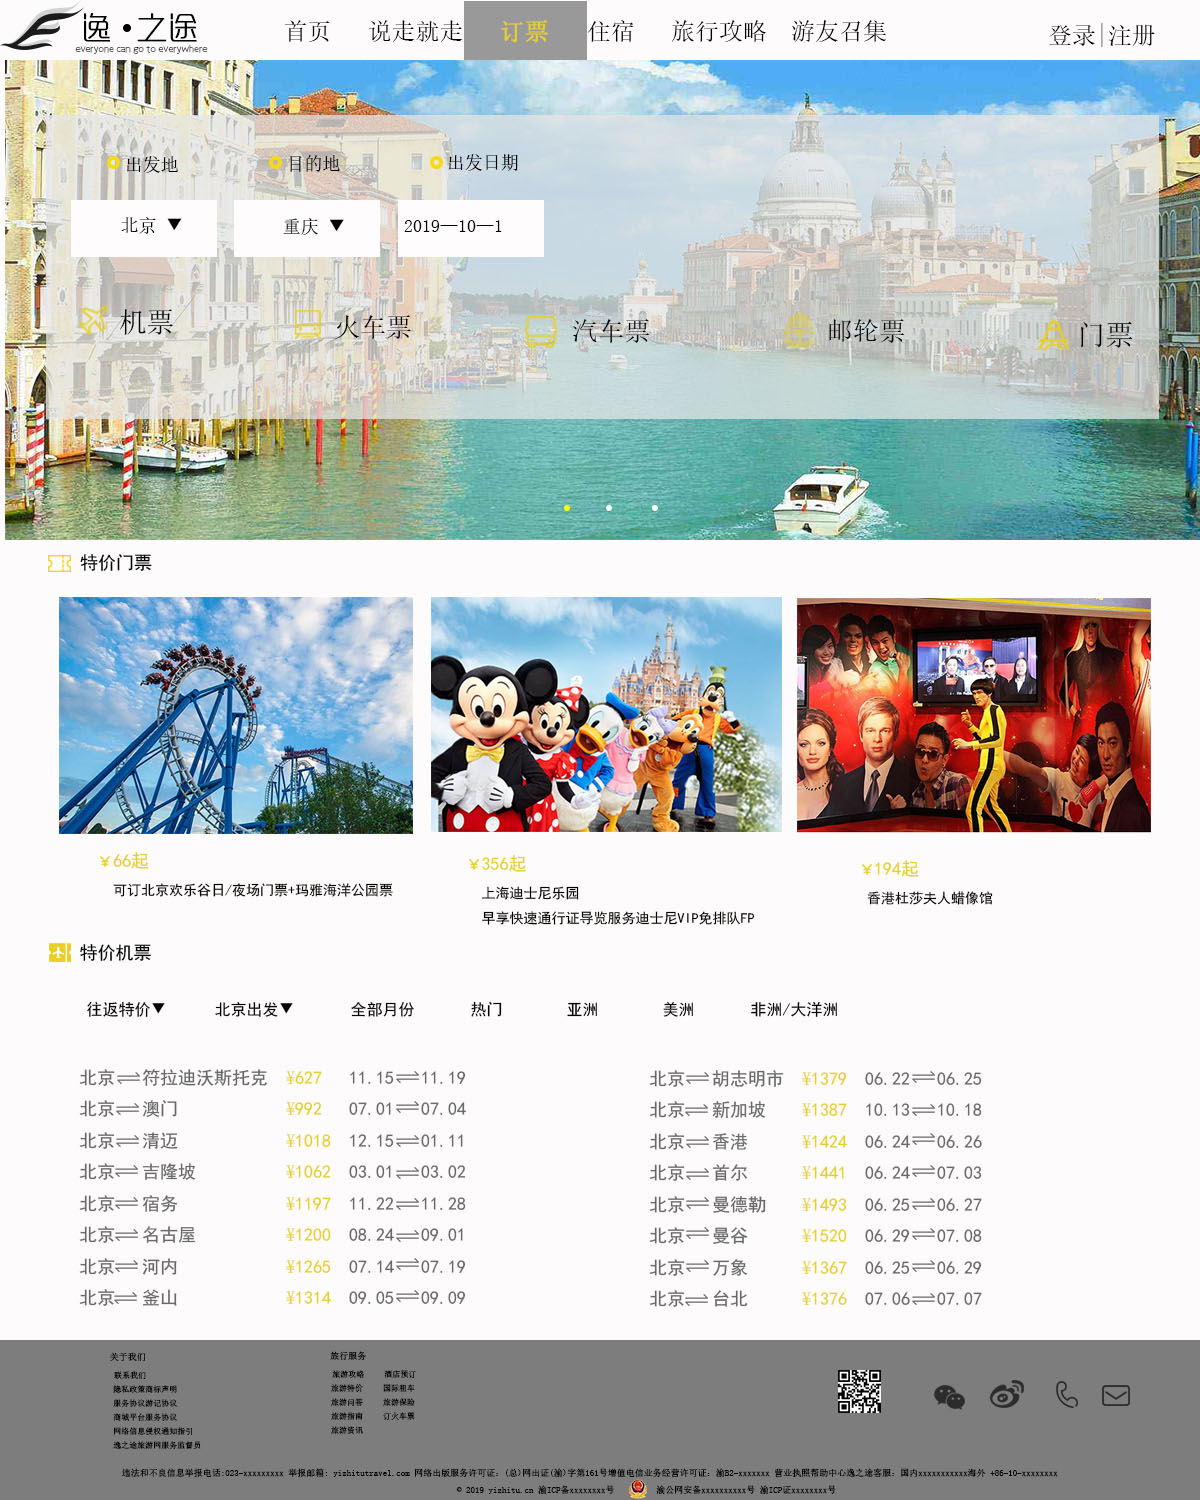 逸·之途
everyone can go to everywhere
首页 说走就走 订票 住宿 旅行攻略 游友召集 登录|注册
出发地 目的地 出发日期
北京 ▼ 重庆 ▼ 2019—10—1
机票 火车票 汽车票 邮轮票 门票
特价门票
¥66起 ¥356起 ¥194起
可订北京欢乐谷日/夜场门票+玛雅海洋公园票 上海迪士尼乐园 香港杜莎夫人蜡像馆
早享快速通行证导览服务迪士尼VIP免排队FP
特价机票
往返特价▼ 北京出发▼ 全部月份 热门 亚洲 美洲 非洲/大洋洲
北京⇌符拉迪沃斯托克 ¥627 11.15⇌11.19 北京⇌胡志明市 ¥1379 06.22⇌06.25
北京⇌澳门 ¥992 07.01⇌07.04 北京⇌新加坡 ¥1387 10.13⇌10.18
北京⇌清迈 ¥1018 12.15⇌01.11 北京⇌香港 ¥1424 06.24⇌06.26
北京⇌吉隆坡 ¥1062 03.01⇌03.02 北京⇌首尔 ¥1441 06.24⇌07.03
北京⇌宿务 ¥1197 11.22⇌11.28 北京⇌曼德勒 ¥1493 06.25⇌06.27
北京⇌名古屋 ¥1200 08.24⇌09.01 北京⇌曼谷 ¥1520 06.29⇌07.08
北京⇌河内 ¥1265 07.14⇌07.19 北京⇌万象 ¥1367 06.25⇌06.29
北京⇌釜山 ¥1314 09.05⇌09.09 北京⇌台北 ¥1376 07.06⇌07.07
关于我们 旅行服务
联系我们 旅游攻略 酒店预订
隐私政策商标声明 旅游特价 国际租车
服务协议游记协议 旅游问答 旅游保险
商城平台服务协议 旅游指南 订火车票
网络信息侵权通知指引 旅游资讯
逸之途旅游网服务监督员
违法和不良信息举报电话:023-xxxxxxxxx 举报邮箱: yizhitutravel.com 网络出版服务许可证:(总)网出证(渝)字第161号增值电信业务经营许可证: 渝B2-xxxxxxx 营业执照帮助中心逸之途客服: 国内xxxxxxxxxxx海外 +86-10-xxxxxxxx
© 2019 yizhitu.cn 渝ICP备xxxxxxxx号 渝公网安备xxxxxxxxxx号 渝ICP证xxxxxxxx号